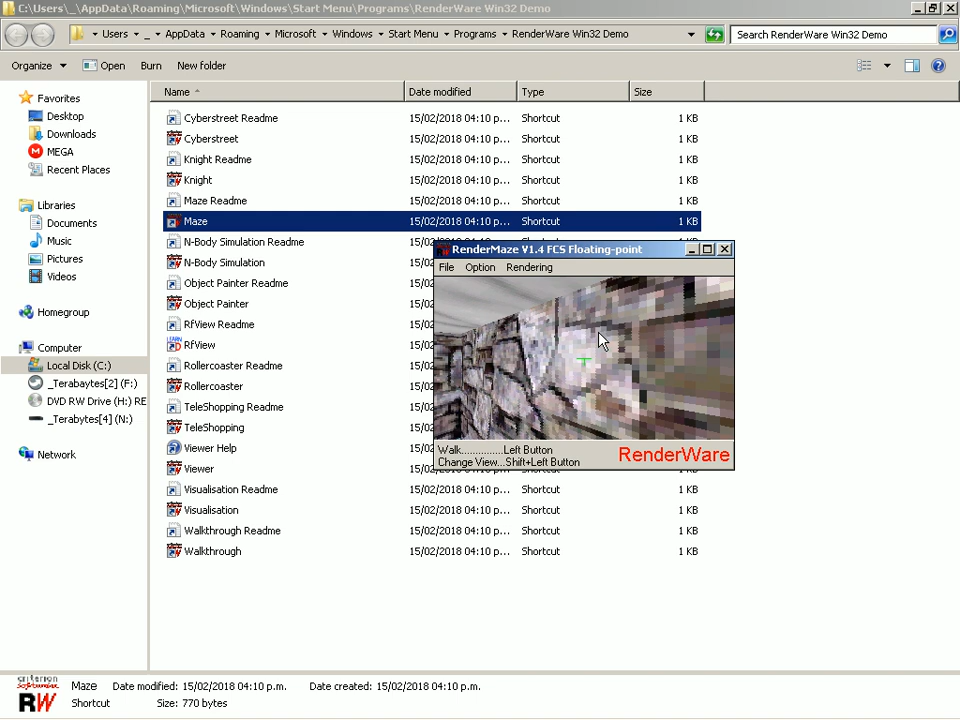 C:\Users\_\AppData\Roaming\Microsoft\Windows\Start Menu\Programs\RenderWare Win32 Demo
Users _ AppData Roaming Microsoft Windows Start Menu Programs RenderWare Win32 Demo Search RenderWare Win32 Demo
Organize Open Burn New folder
Favorites
Desktop
Downloads
MEGA
Recent Places
Libraries
Documents
Music
Pictures
Videos
Homegroup
Computer
Local Disk (C:)
_Terabaytes[2] (F:)
DVD RW Drive (H:) RE
_Terabytes[4] (N:)
Network
Name Date modified Type Size
Cyberstreet Readme 15/02/2018 04:10 p... Shortcut 1 KB
Cyberstreet 15/02/2018 04:10 p... Shortcut 1 KB
Knight Readme 15/02/2018 04:10 p... Shortcut 1 KB
Knight 15/02/2018 04:10 p... Shortcut 1 KB
Maze Readme 15/02/2018 04:10 p... Shortcut 1 KB
Maze 15/02/2018 04:10 p... Shortcut 1 KB
N-Body Simulation Readme
N-Body Simulation
Object Painter Readme
Object Painter
RfView Readme
RfView
Rollercoaster Readme
Rollercoaster
TeleShopping Readme
TeleShopping
Viewer Help
Viewer 15/02/2018 04:10 p... Shortcut 1 KB
Visualisation Readme 15/02/2018 04:10 p... Shortcut 1 KB
Visualisation 15/02/2018 04:10 p... Shortcut 1 KB
Walkthrough Readme 15/02/2018 04:10 p... Shortcut 1 KB
Walkthrough 15/02/2018 04:10 p... Shortcut 1 KB
RenderMaze V1.4 FCS Floating-point
File Option Rendering
Walk...............Left Button
Change View...Shift+Left Button
RenderWare
criterion
RW
Maze Date modified: 15/02/2018 04:10 p.m. Date created: 15/02/2018 04:10 p.m.
Shortcut Size: 770 bytes